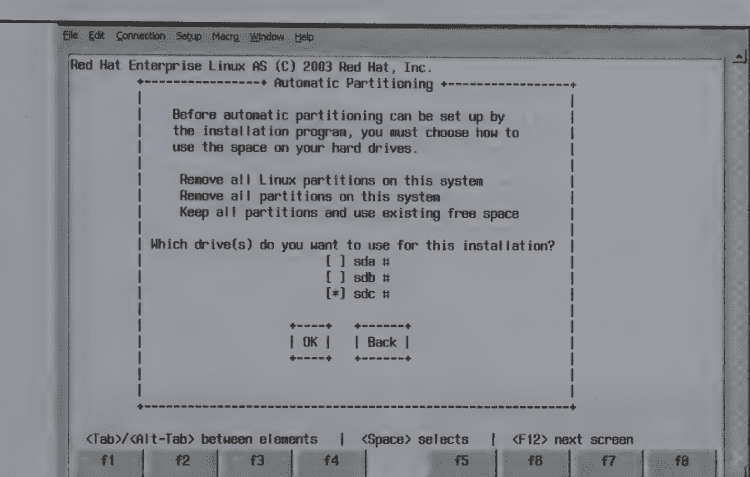 File Edit Connection Setup Macro Window Help
Red Hat Enterprise Linux AS (C) 2003 Red Hat, Inc.
Automatic Partitioning
Before automatic partitioning can be set up by
the installation program, you must choose how to
use the space on your hard drives.
Remove all Linux partitions on this system
Remove all partitions on this system
Keep all partitions and use existing free space
Which drive(s) do you want to use for this installation?
[ ] sda #
[ ] sdb #
[*] sdc #
| OK | | Back |
<Tab>/<Alt-Tab> between elements | <Space> selects | <F12> next screen
f1 f2 f3 f4 f5 f6 f7 f8